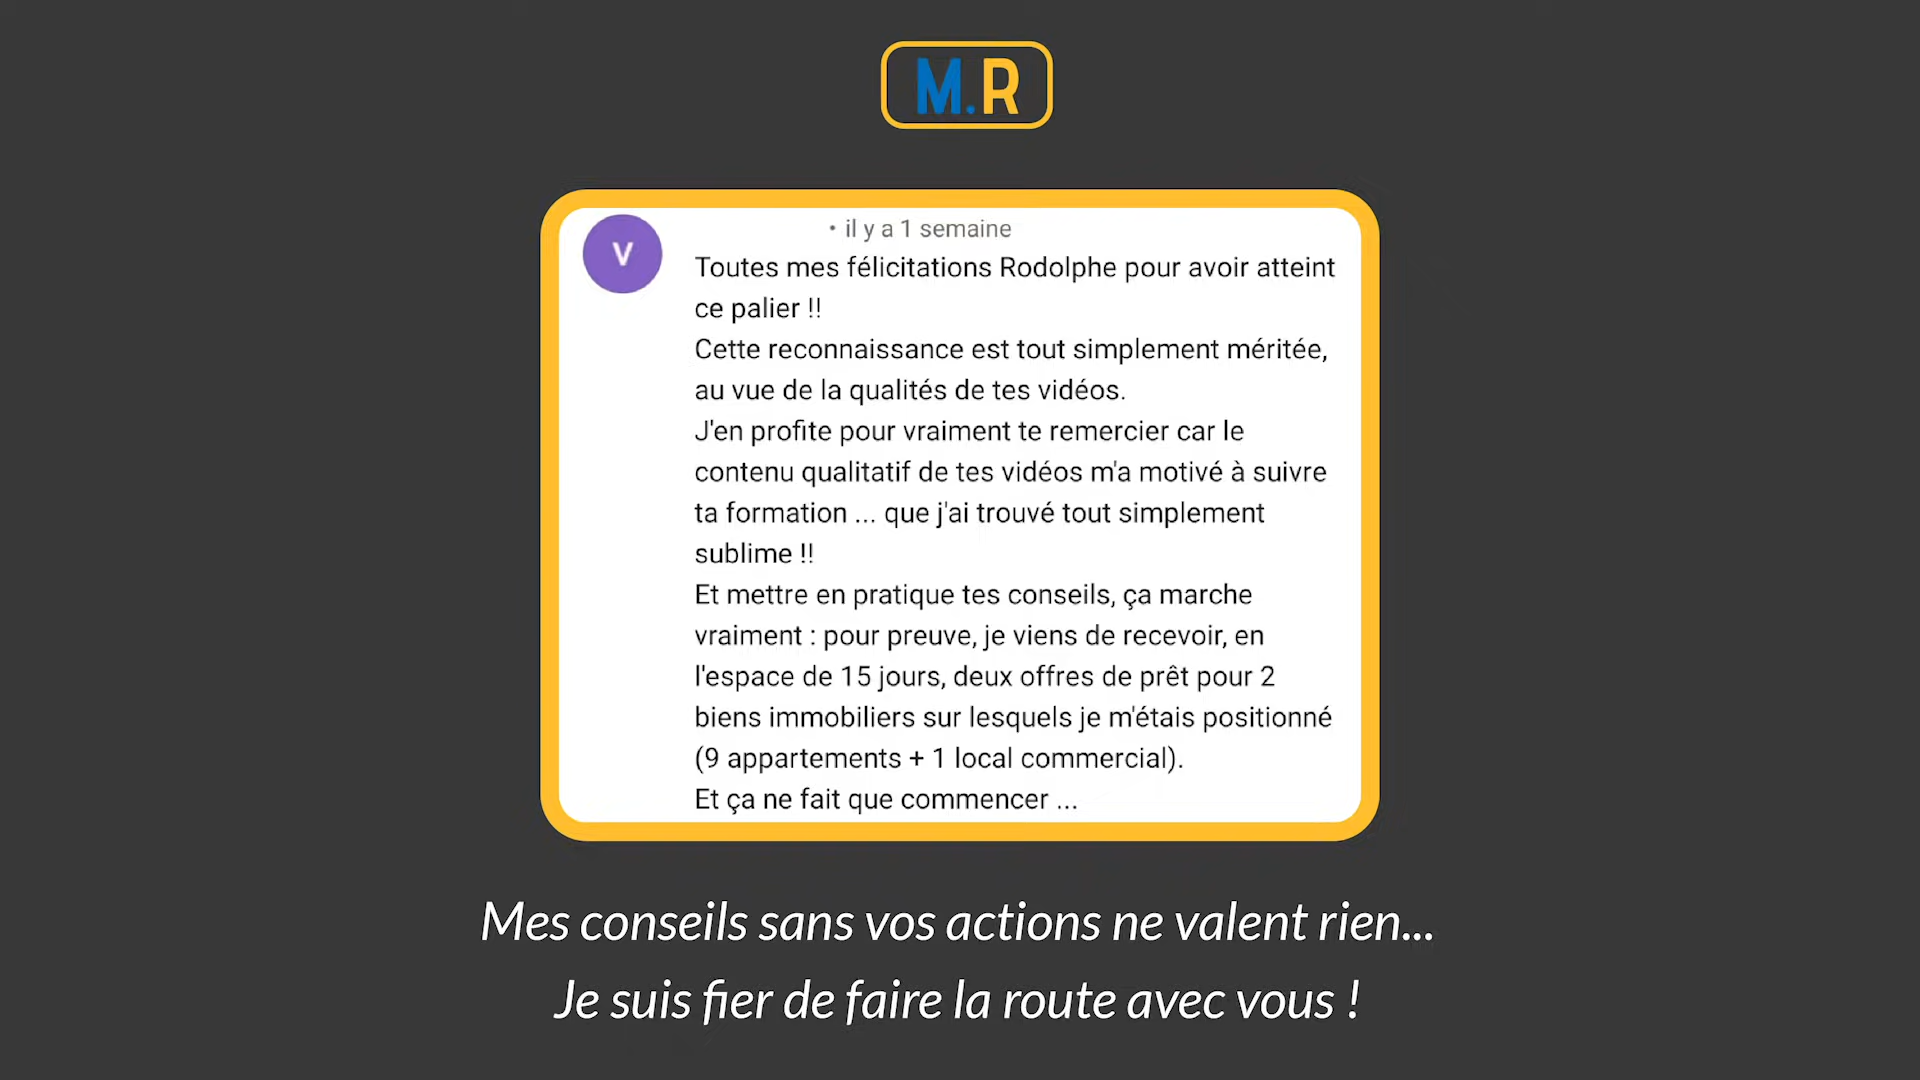 M.R
V
• il y a 1 semaine
Toutes mes félicitations Rodolphe pour avoir atteint
ce palier !!
Cette reconnaissance est tout simplement méritée,
au vue de la qualités de tes vidéos.
J'en profite pour vraiment te remercier car le
contenu qualitatif de tes vidéos m'a motivé à suivre
ta formation ... que j'ai trouvé tout simplement
sublime !!
Et mettre en pratique tes conseils, ça marche
vraiment : pour preuve, je viens de recevoir, en
l'espace de 15 jours, deux offres de prêt pour 2
biens immobiliers sur lesquels je m'étais positionné
(9 appartements + 1 local commercial).
Et ça ne fait que commencer ...
Mes conseils sans vos actions ne valent rien...
Je suis fier de faire la route avec vous !